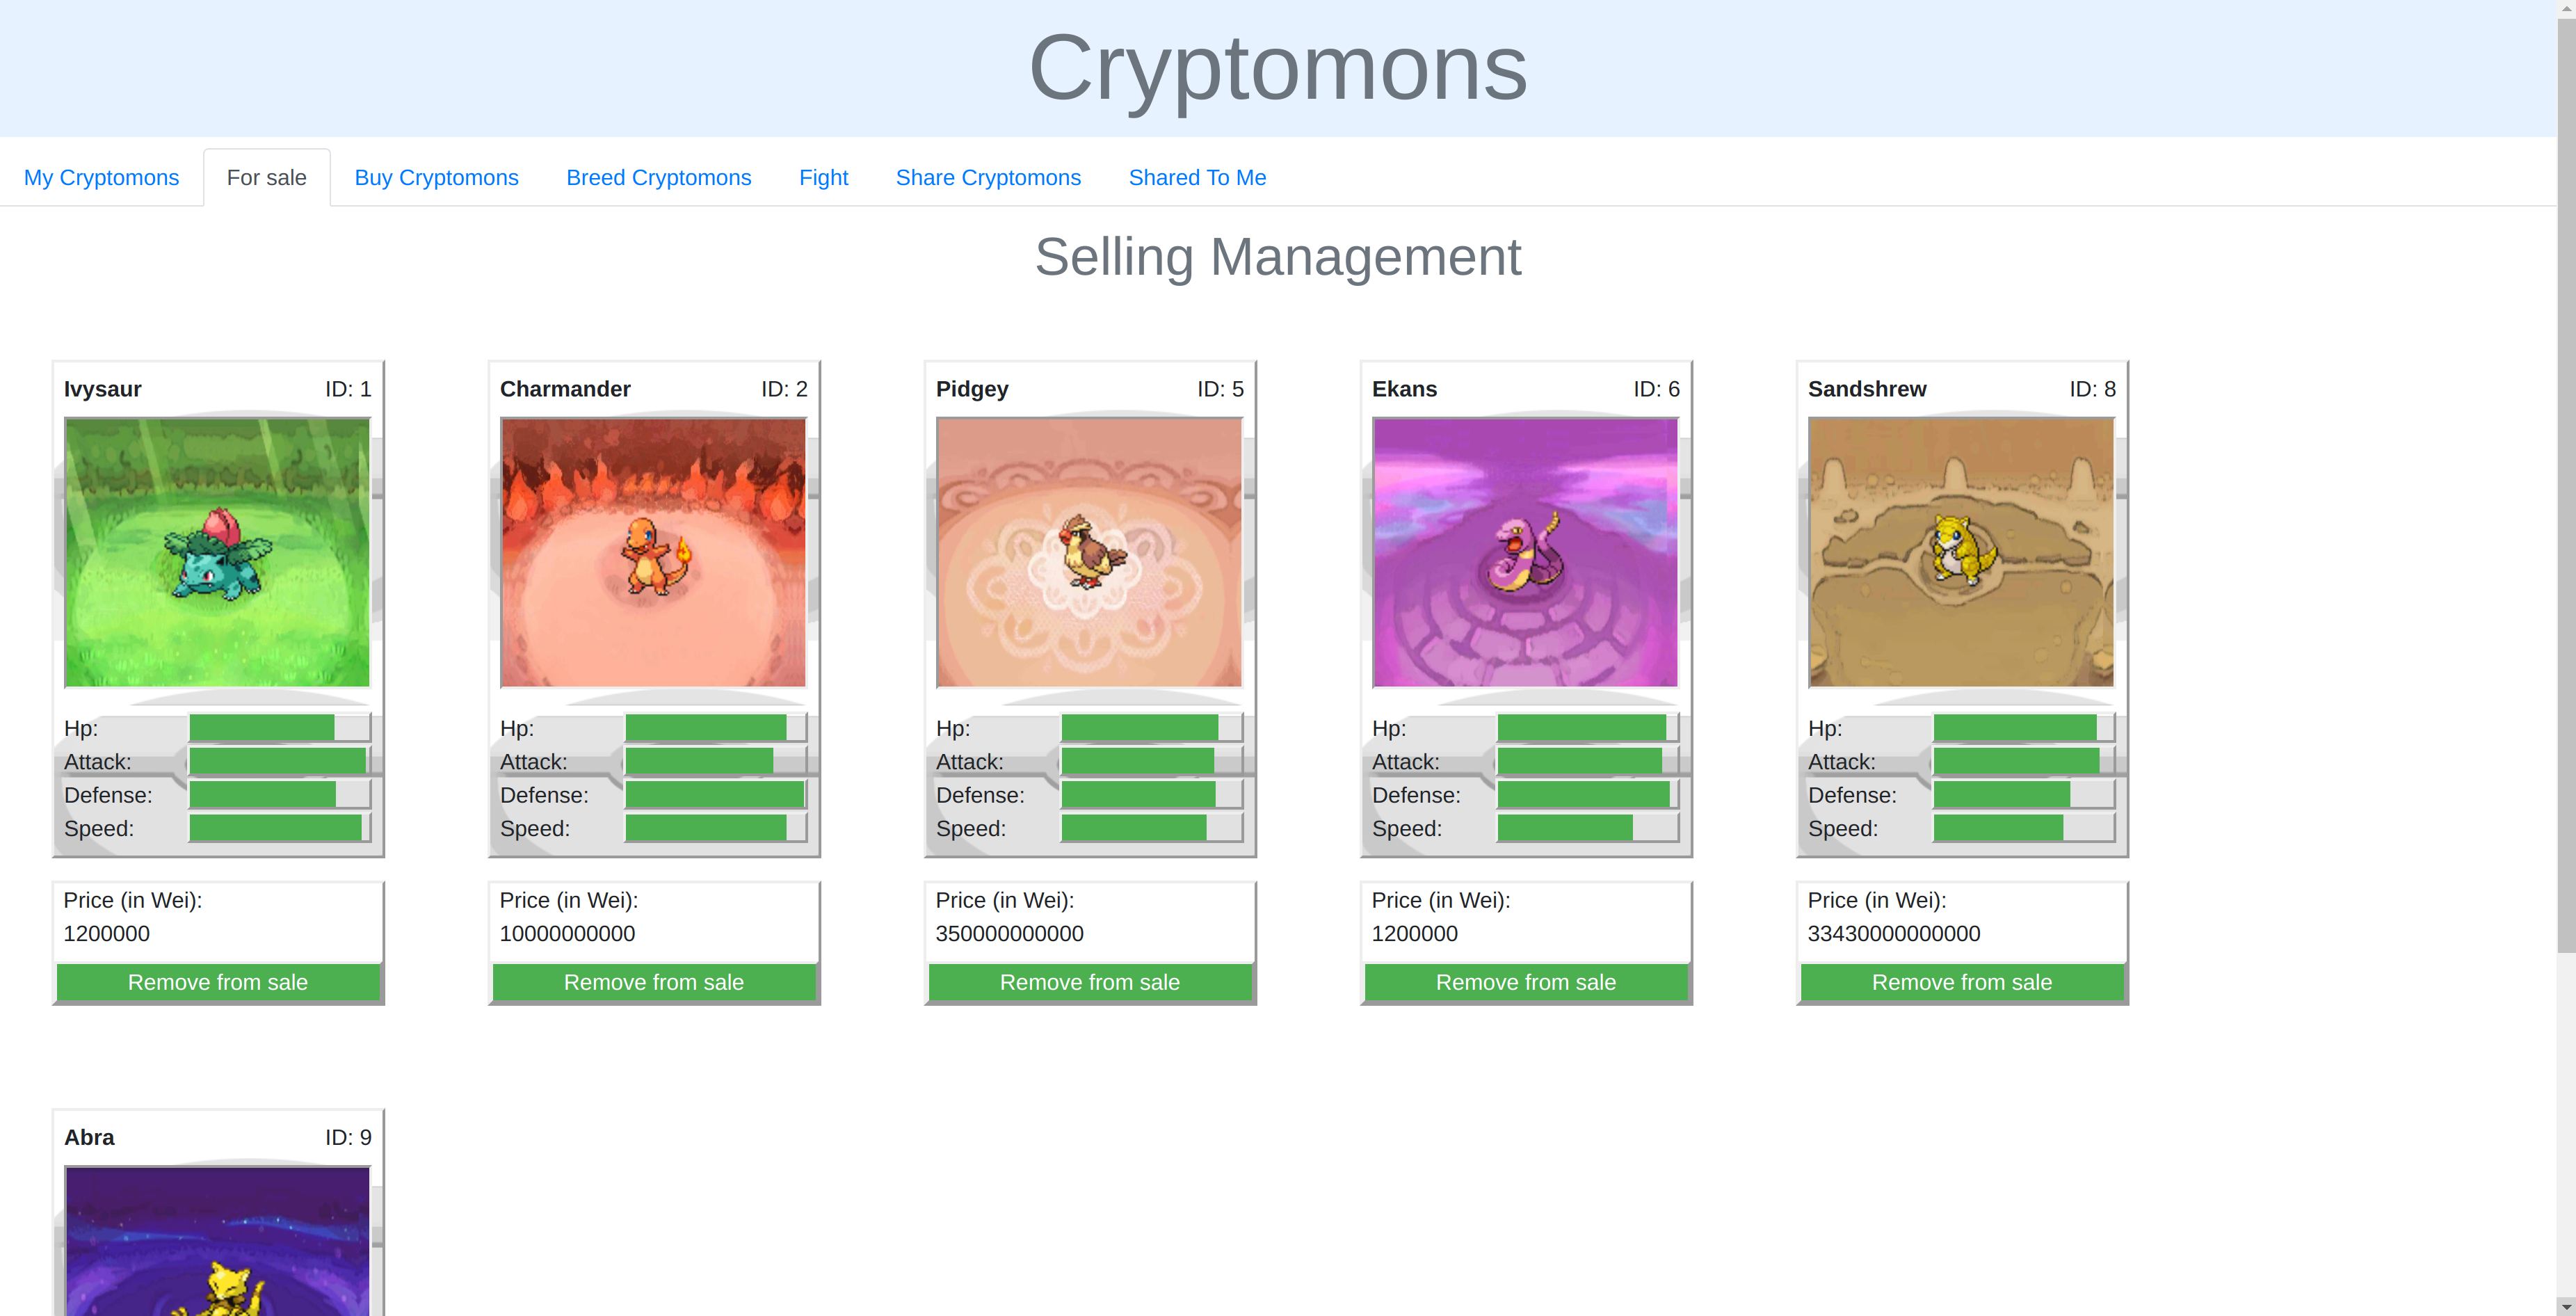 Cryptomons
My Cryptomons For sale Buy Cryptomons Breed Cryptomons Fight Share Cryptomons Shared To Me
Selling Management
Ivysaur ID: 1
Hp:
Attack:
Defense:
Speed:
Price (in Wei):
1200000
Remove from sale
Charmander ID: 2
Hp:
Attack:
Defense:
Speed:
Price (in Wei):
10000000000
Remove from sale
Pidgey ID: 5
Hp:
Attack:
Defense:
Speed:
Price (in Wei):
350000000000
Remove from sale
Ekans ID: 6
Hp:
Attack:
Defense:
Speed:
Price (in Wei):
1200000
Remove from sale
Sandshrew ID: 8
Hp:
Attack:
Defense:
Speed:
Price (in Wei):
33430000000000
Remove from sale
Abra ID: 9